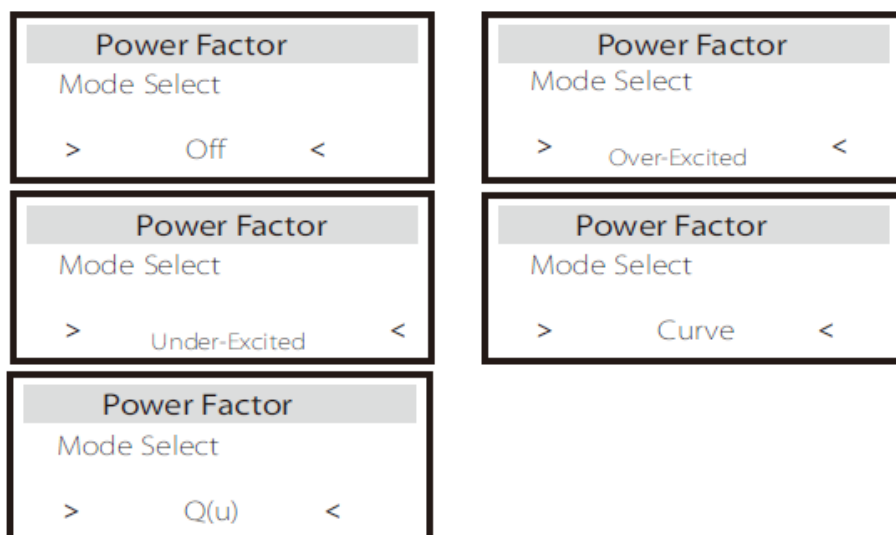 Power Factor
Mode Select
> Off <
Power Factor
Mode Select
> Over-Excited <
Power Factor
Mode Select
> Under-Excited <
Power Factor
Mode Select
> Curve <
Power Factor
Mode Select
> Q(u) <